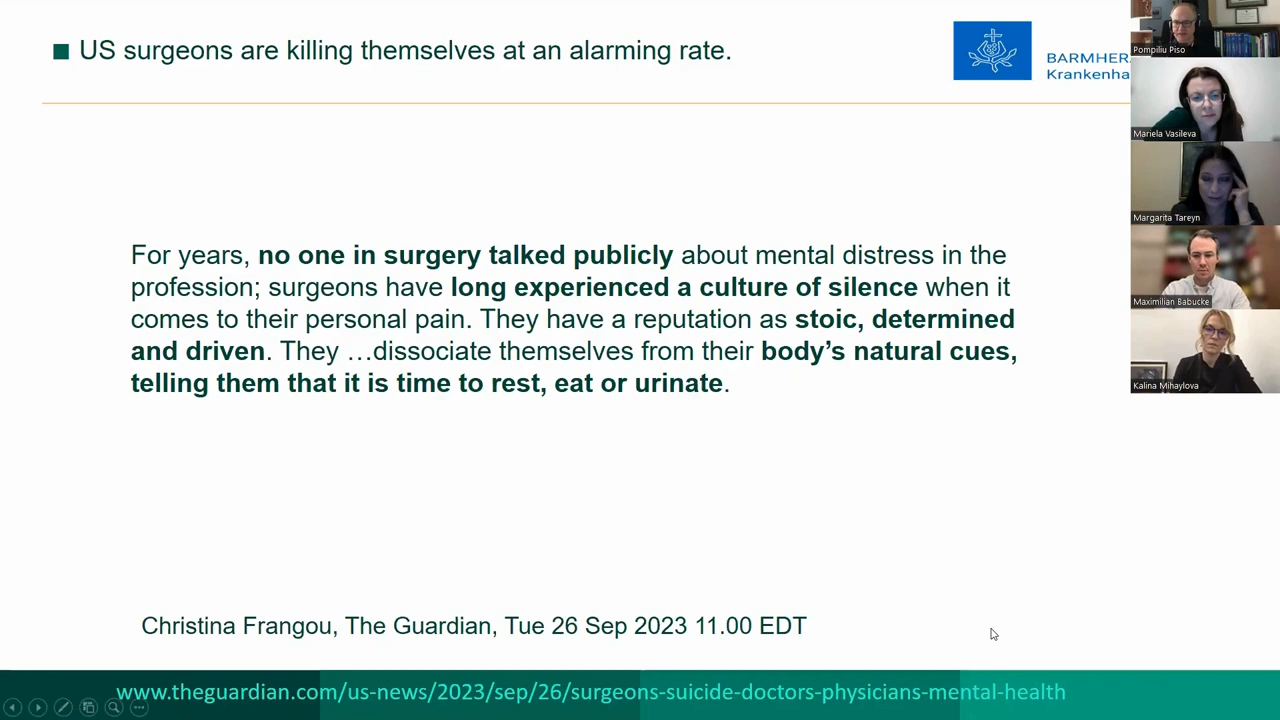 US surgeons are killing themselves at an alarming rate.
BARMHER
Krankenha
For years, no one in surgery talked publicly about mental distress in the
profession; surgeons have long experienced a culture of silence when it
comes to their personal pain. They have a reputation as stoic, determined
and driven. They …dissociate themselves from their body’s natural cues,
telling them that it is time to rest, eat or urinate.
Christina Frangou, The Guardian, Tue 26 Sep 2023 11.00 EDT
www.theguardian.com/us-news/2023/sep/26/surgeons-suicide-doctors-physicians-mental-health
Pompiliu Piso
Mariela Vasileva
Margarita Tareyn
Maximilian Babucke
Kalina Mihaylova